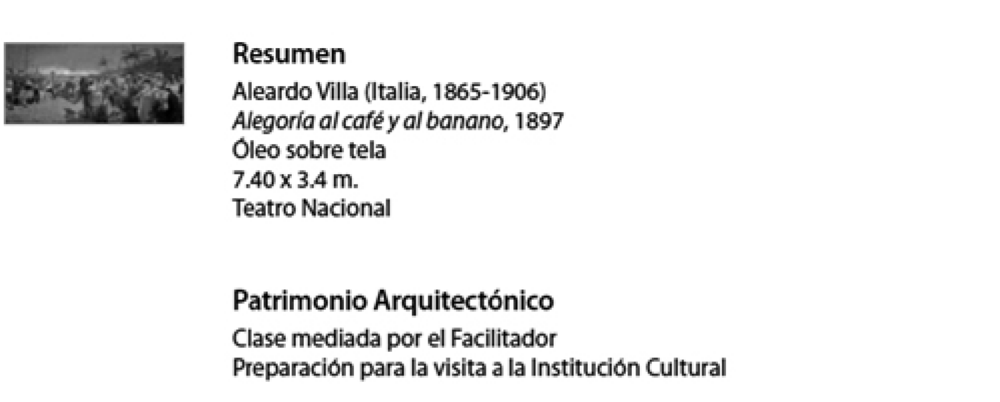 Resumen
Aleardo Villa (Italia, 1865-1906)
Alegoría al café y al banano, 1897
Óleo sobre tela
7.40 x 3.4 m.
Teatro Nacional
Patrimonio Arquitectónico
Clase mediada por el Facilitador
Preparación para la visita a la Institución Cultural